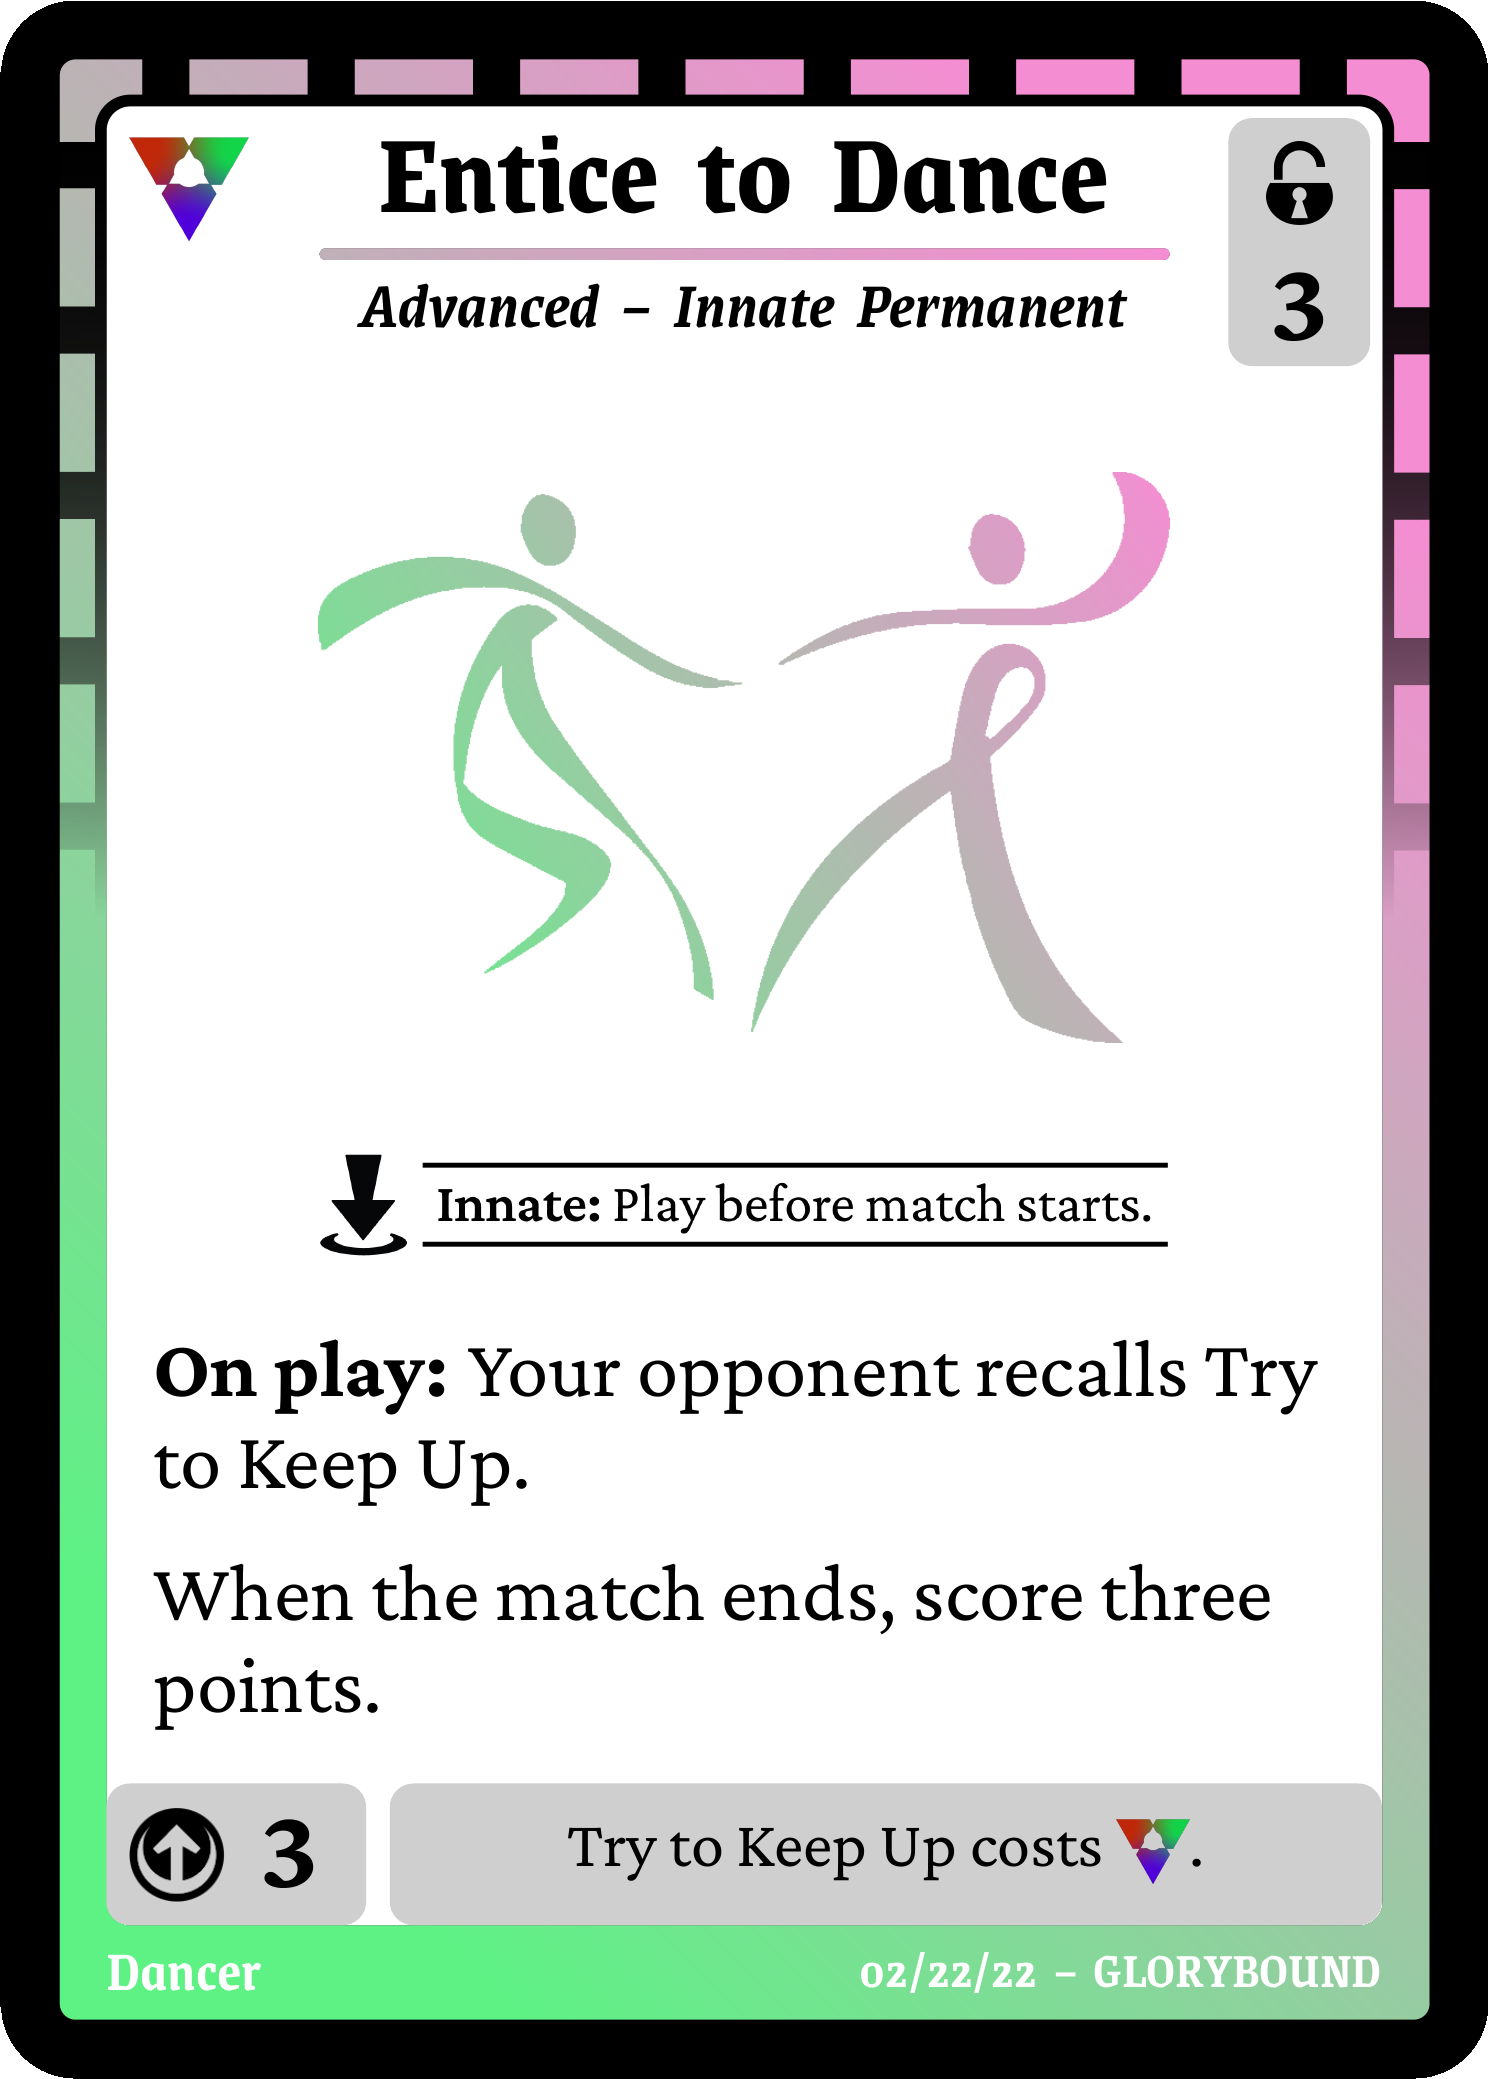 Entice to Dance
Advanced – Innate Permanent
3
Innate: Play before match starts.
On play: Your opponent recalls Try
to Keep Up.
When the match ends, score three
points.
3
Try to Keep Up costs .
Dancer
02/22/22 – GLORYBOUND